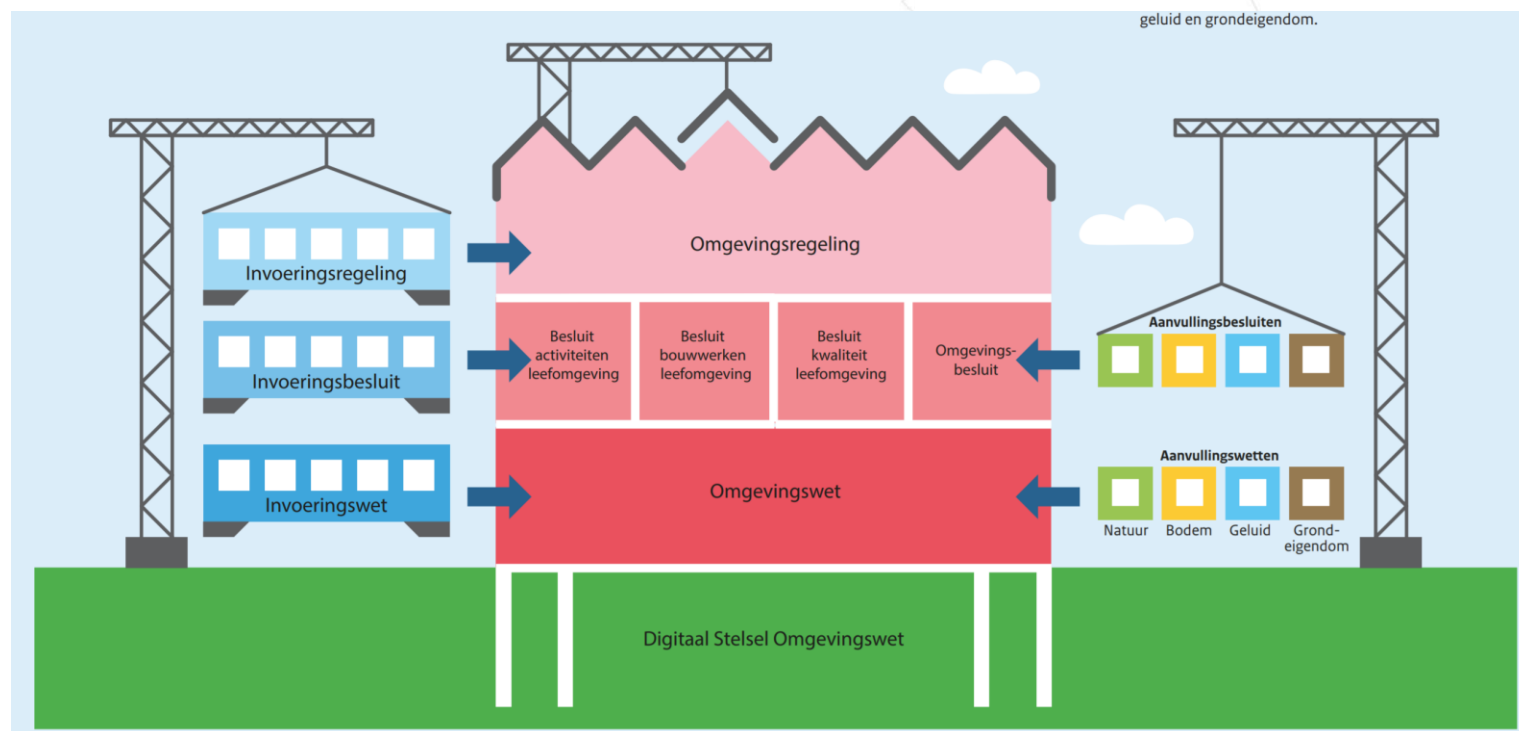 geluid en grondeigendom.
Omgevingsregeling
Invoeringsregeling
Besluit
activiteiten
leefomgeving
Besluit
bouwwerken
leefomgeving
Besluit
kwaliteit
leefomgeving
Omgevings-
besluit
Aanvullingsbesluiten
Invoeringsbesluit
Aanvullingswetten
Omgevingswet
Invoeringswet
Natuur
Bodem
Geluid
Grond-
eigendom
Digitaal Stelsel Omgevingswet